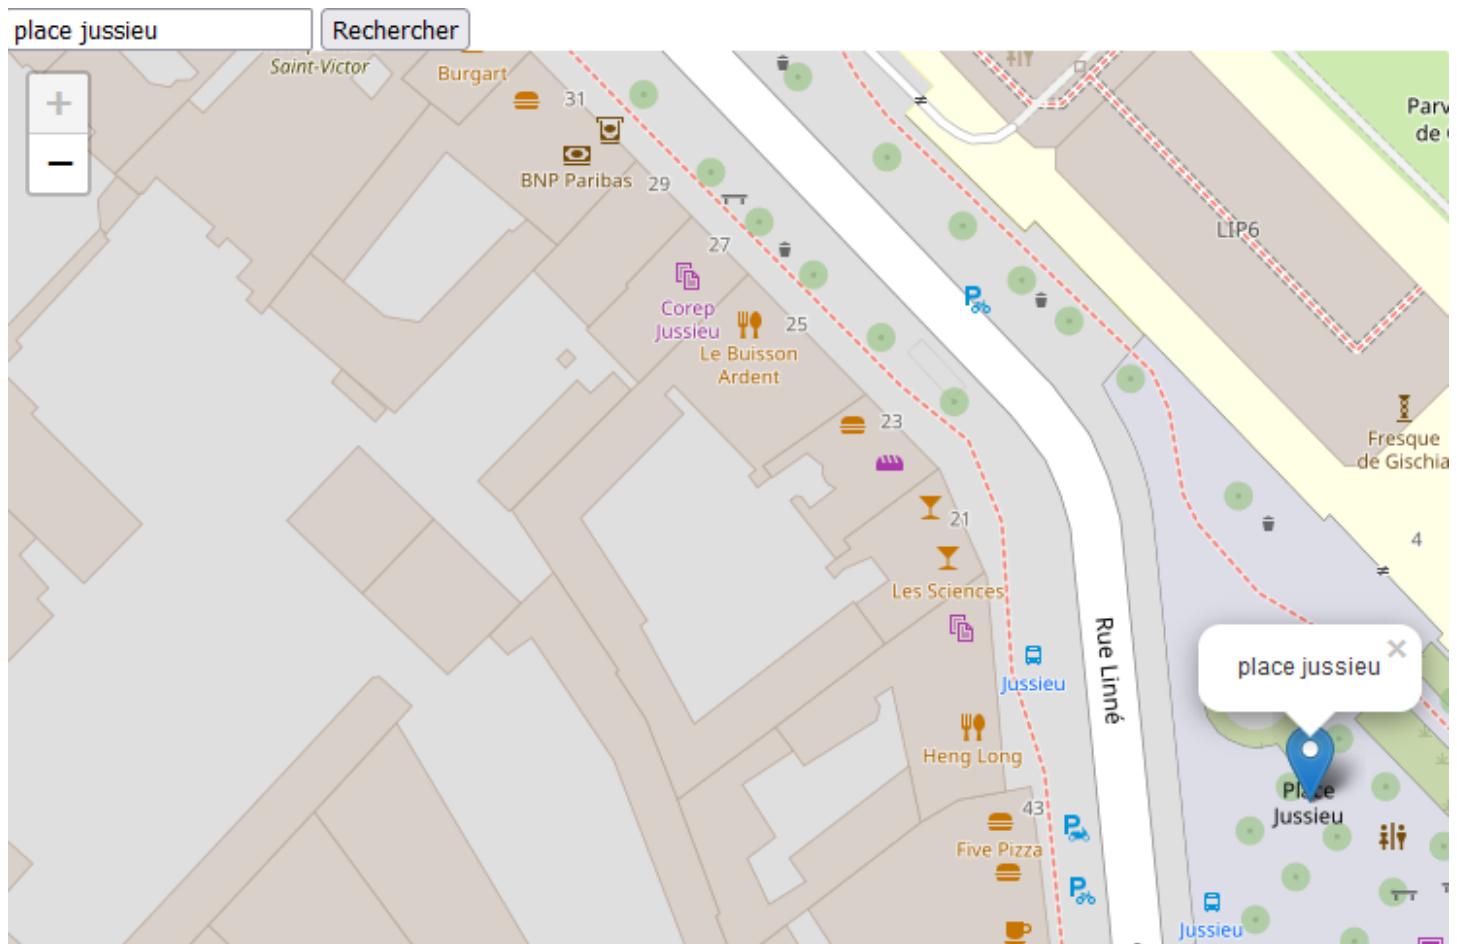 place jussieu
Rechercher
Saint-Victor
Burgart
31
+
−
Parv
de
BNP Paribas
29
27
LIP6
Corep
Jussieu
25
Le Buisson
Ardent
23
Fresque
de Gischia
21
4
Les Sciences
Rue Linné
place jussieu
×
Jussieu
Heng Long
Place
Jussieu
43
Five Pizza
Jussieu